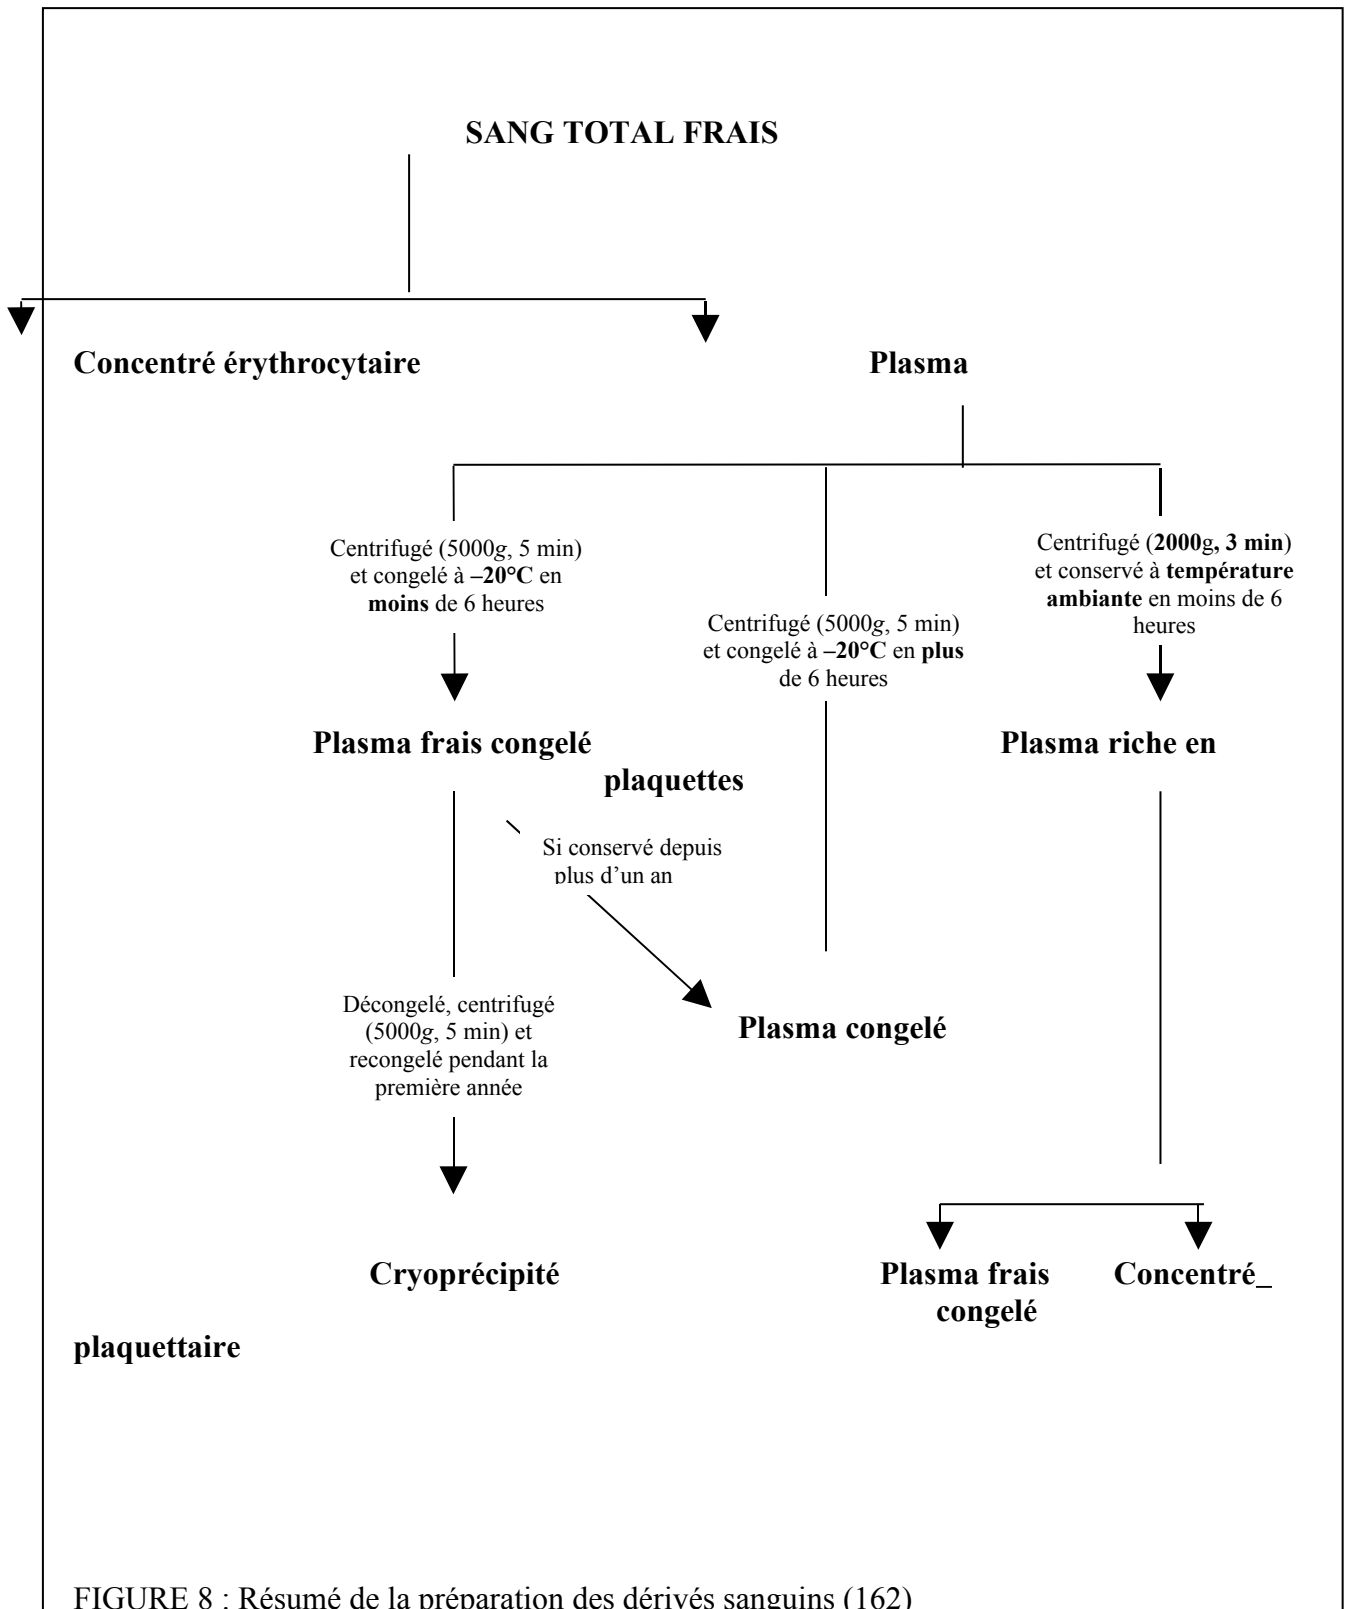 SANG TOTAL FRAIS
Concentré érythrocytaire Plasma
Centrifugé (5000g, 5 min)
et congelé à –20°C en
moins de 6 heures
Centrifugé (5000g, 5 min)
et congelé à –20°C en plus
de 6 heures
Centrifugé (2000g, 3 min)
et conservé à température
ambiante en moins de 6
heures
Plasma frais congelé Plasma riche en
plaquettes
Si conservé depuis
plus d’un an
Décongelé, centrifugé
(5000g, 5 min) et
recongelé pendant la
première année
Plasma congelé
Cryoprécipité Plasma frais Concentré_
congelé
plaquettaire
FIGURE 8 : Résumé de la préparation des dérivés sanguins (162)